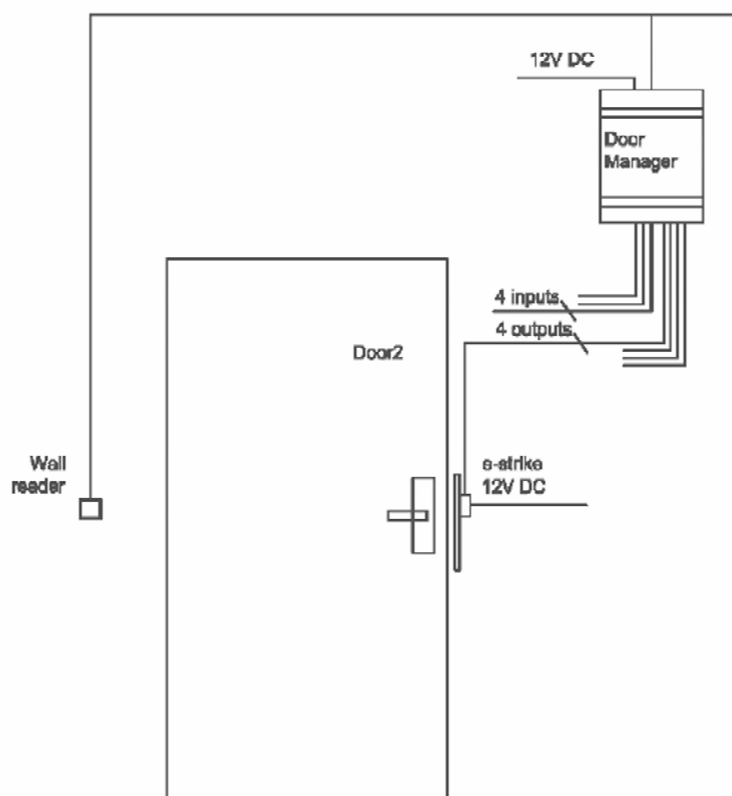 12V DC
Door
Manager
4 inputs
4 outputs
Door2
Wall
reader
e-strike
12V DC